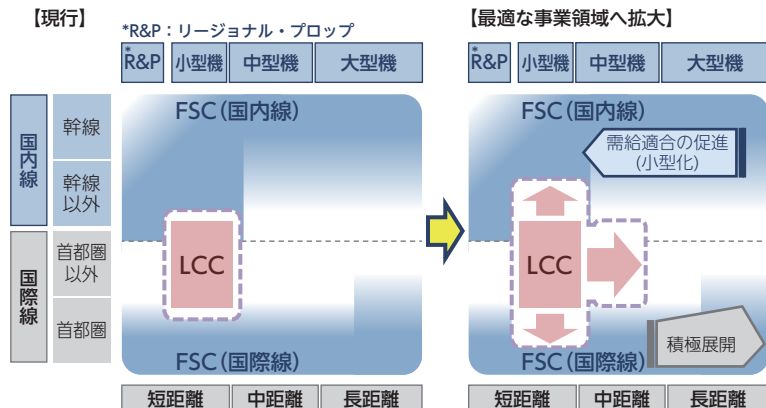 【現行】
*R&P：リージョナル・プロップ
*
R&P
小型機
中型機
大型機
国内線
幹線
幹線
以外
国際線
首都圏
以外
首都圏
FSC（国内線）
LCC
FSC（国際線）
短距離
中距離
長距離
【最適な事業領域へ拡大】
*
R&P
小型機
中型機
大型機
FSC（国内線）
需給適合の促進
(小型化)
LCC
積極展開
FSC（国際線）
短距離
中距離
長距離